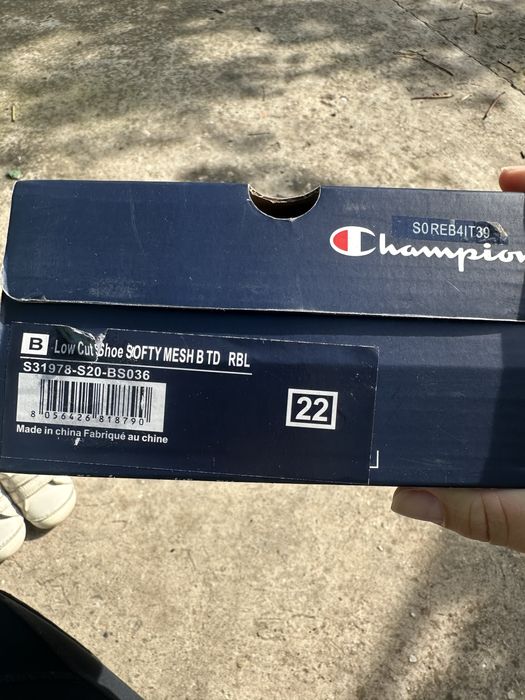 S0REB4IT39
Champion
B Low Cut Shoe SOFTY MESH B TD RBL
S31978-S20-BS036
22
8 056426 818790
Made in china Fabriqué au chine